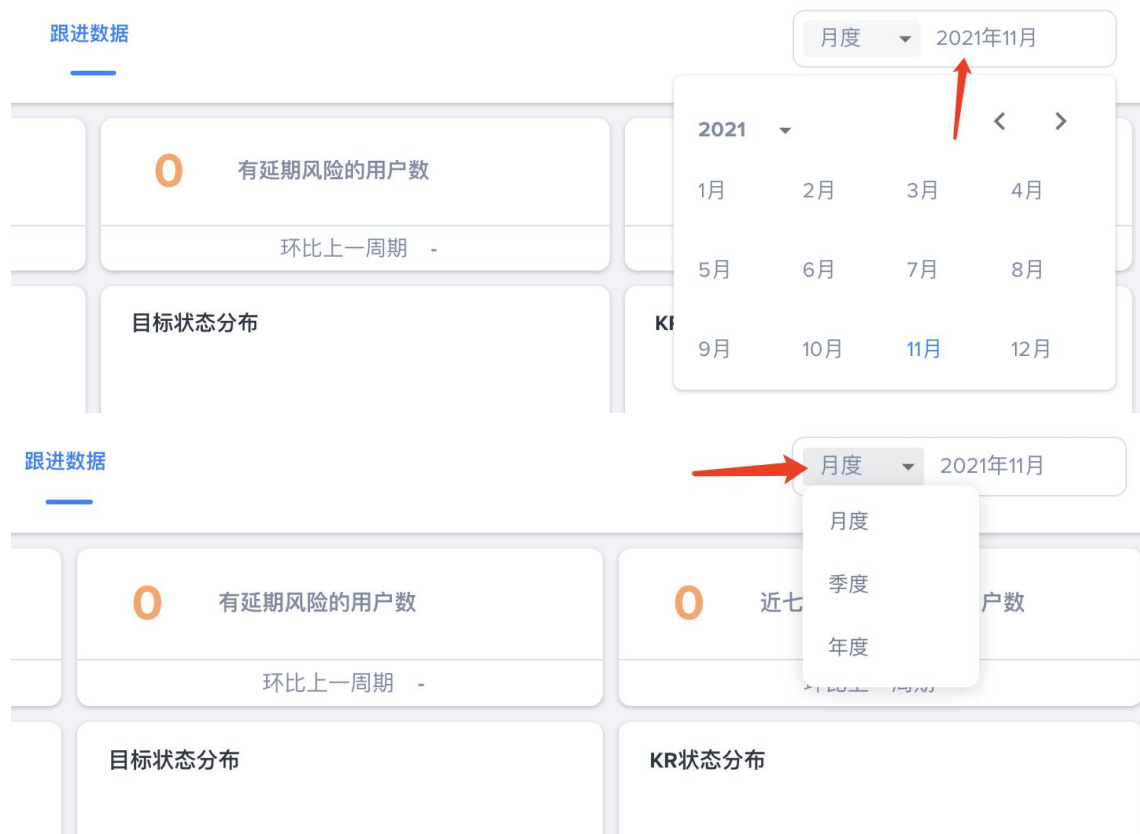 跟进数据
月度 2021年11月
2021
1月 2月 3月 4月
5月 6月 7月 8月
9月 10月 11月 12月
0 有延期风险的用户数
环比上一周期 -
目标状态分布
跟进数据
月度 2021年11月
月度
季度
年度
0 有延期风险的用户数
0 近七 户数
环比上一周期 -
目标状态分布
KR状态分布